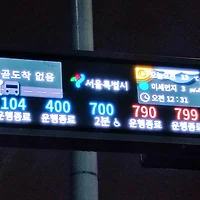 곧도착 없음
서울특별시
오늘
미세먼지
오전 12:31
104 400 700 790 799
운행종료 운행종료 2분 운행종료 운행종료